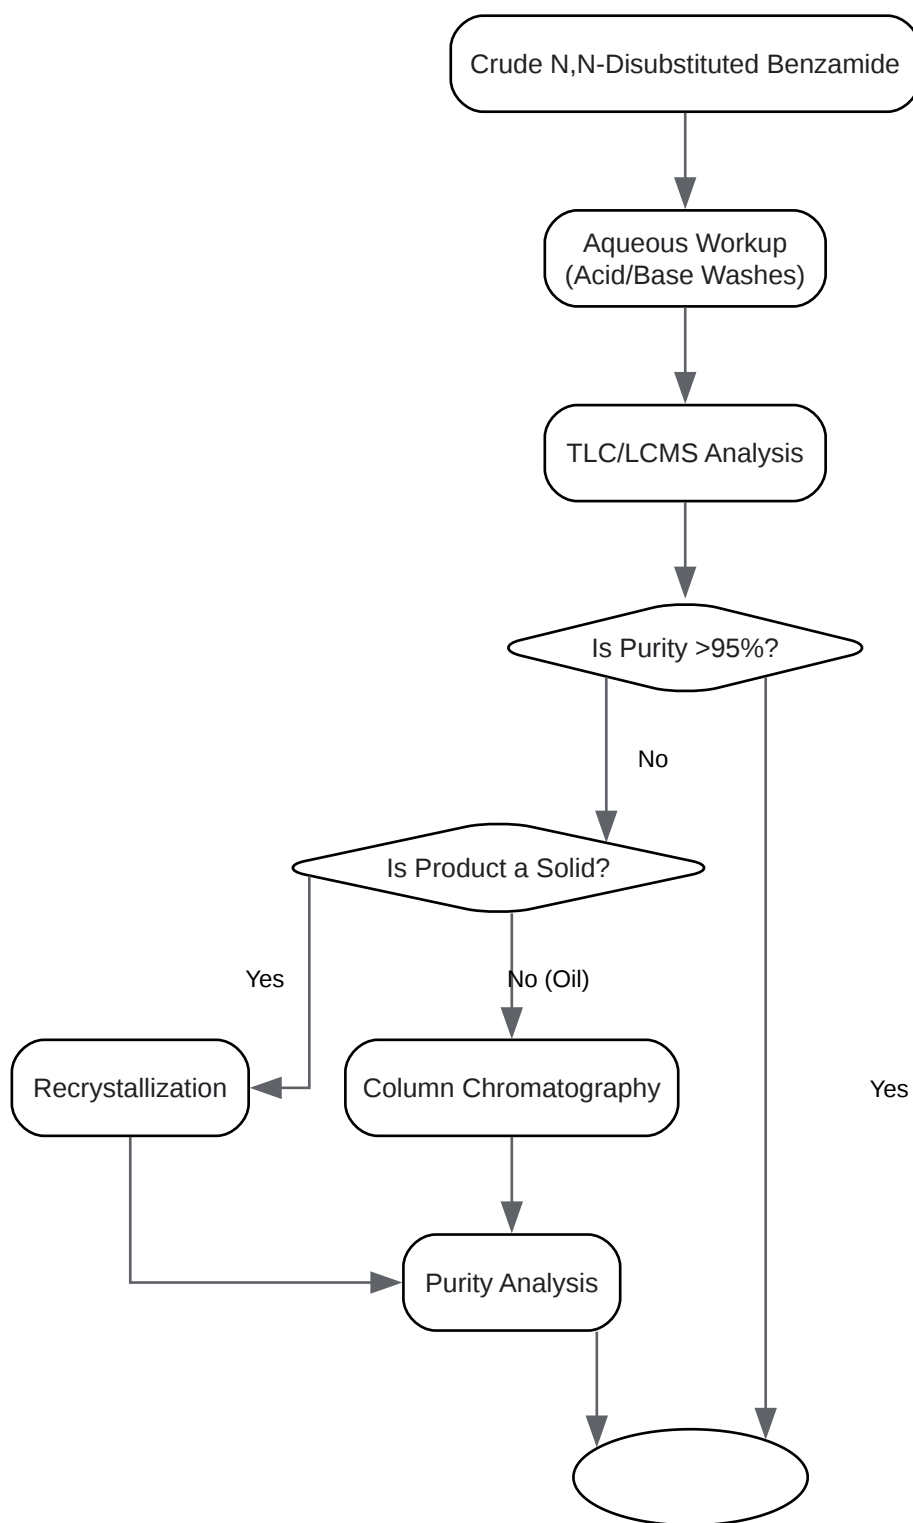 Crude N,N-Disubstituted Benzamide
Aqueous Workup
(Acid/Base Washes)
TLC/LCMS Analysis
Is Purity >95%?
No
Is Product a Solid?
Yes
No (Oil)
Recrystallization
Column Chromatography
Yes
Purity Analysis